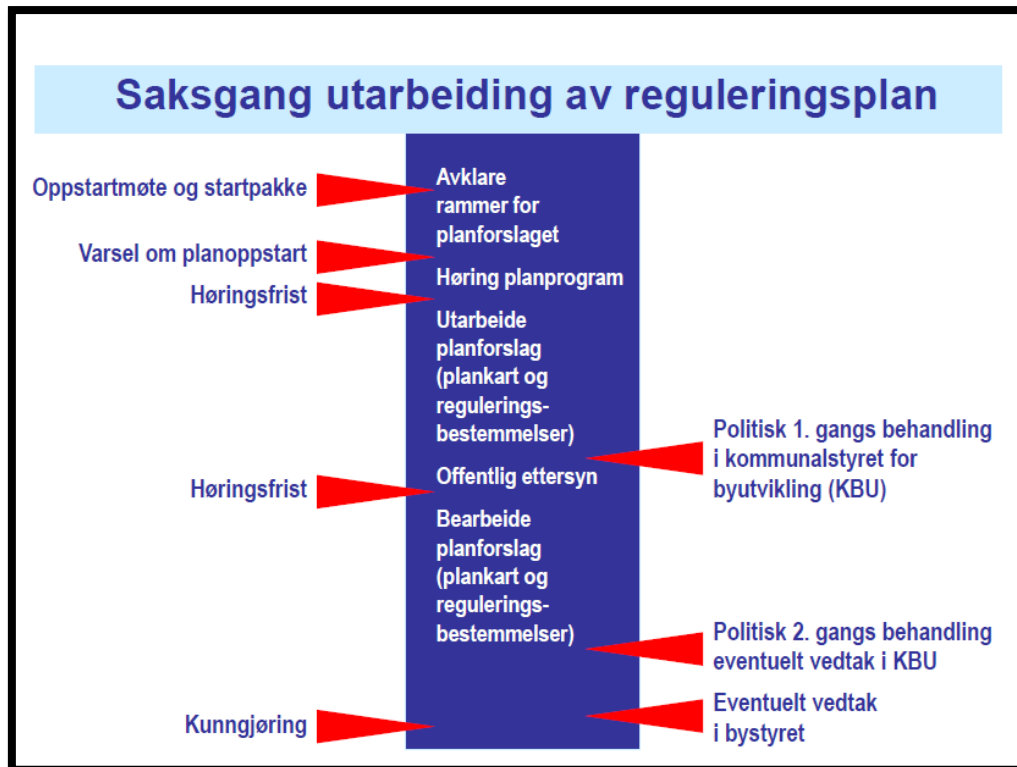 Saksgang utarbeiding av reguleringsplan
Oppstartmøte og startpakke
Varsel om planoppstart
Høringsfrist
Høringsfrist
Kunngjøring
Avklare
rammer for
planforslaget
Høring planprogram
Utarbeide
planforslag
(plankart og
regulerings-
bestemmelser)
Offentlig ettersyn
Bearbeide
planforslag
(plankart og
regulerings-
bestemmelser)
Politisk 1. gangs behandling
i kommunalstyret for
byutvikling (KBU)
Politisk 2. gangs behandling
eventuelt vedtak i KBU
Eventuelt vedtak
i bystyret